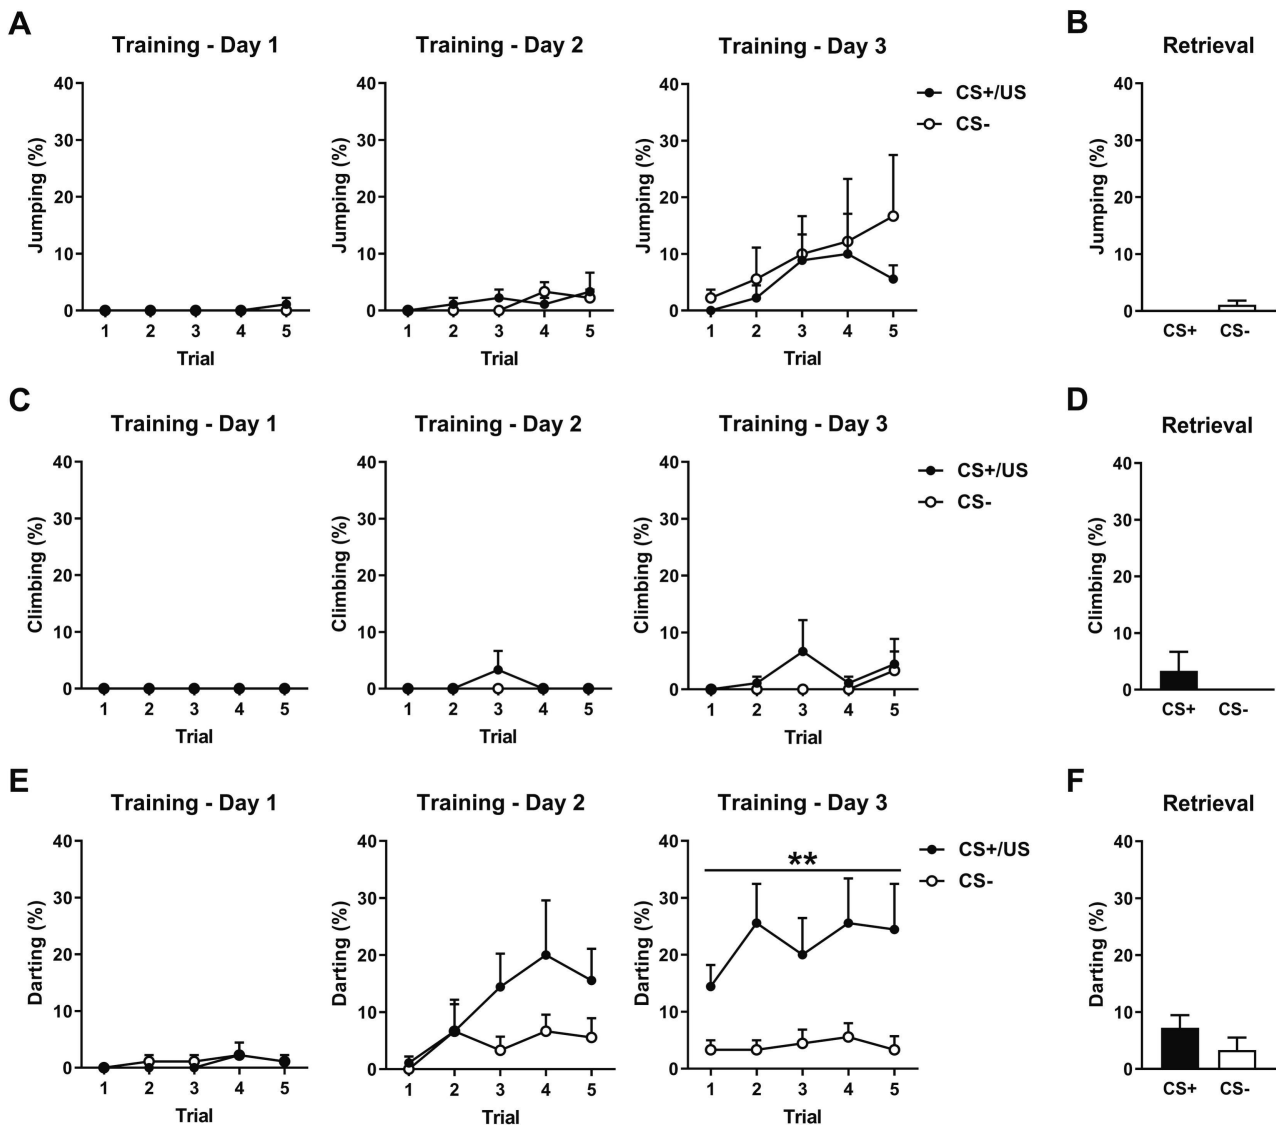 A
B
Training - Day 1
Training - Day 2
Training - Day 3
Retrieval
40
30
20
10
0
Jumping (%)
1 2 3 4 5
Trial
40
30
20
10
0
Jumping (%)
1 2 3 4 5
Trial
40
30
20
10
0
Jumping (%)
1 2 3 4 5
Trial
CS+/US
CS-
40
30
20
10
0
Jumping (%)
CS+ CS-
C
D
Training - Day 1
Training - Day 2
Training - Day 3
Retrieval
40
30
20
10
0
Climbing (%)
1 2 3 4 5
Trial
40
30
20
10
0
Climbing (%)
1 2 3 4 5
Trial
40
30
20
10
0
Climbing (%)
1 2 3 4 5
Trial
CS+/US
CS-
40
30
20
10
0
Climbing (%)
CS+ CS-
E
F
Training - Day 1
Training - Day 2
Training - Day 3
Retrieval
40
30
20
10
0
Darting (%)
1 2 3 4 5
Trial
40
30
20
10
0
Darting (%)
1 2 3 4 5
Trial
40
30
20
10
0
Darting (%)
**
1 2 3 4 5
Trial
CS+/US
CS-
40
30
20
10
0
Darting (%)
CS+ CS-